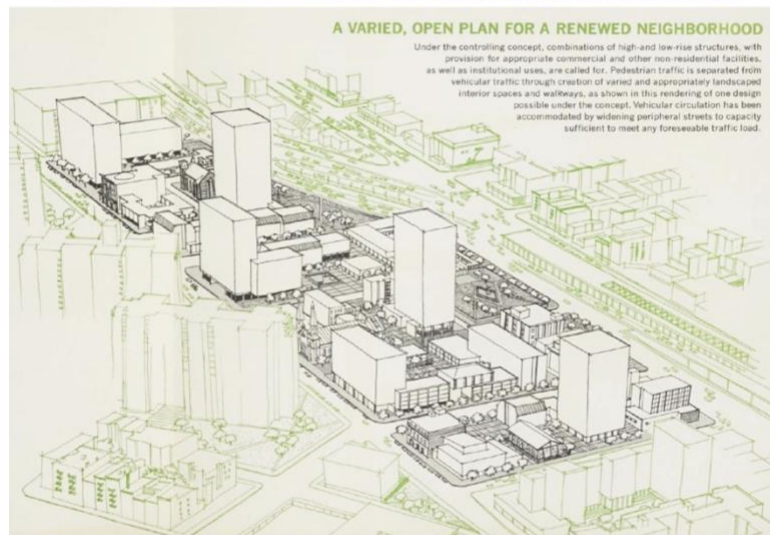 A VARIED, OPEN PLAN FOR A RENEWED NEIGHBORHOOD
Under the controlling concept, combinations of high-and low-rise structures, with
provision for appropriate commercial and other non-residential facilities,
as well as institutional uses, are called for. Pedestrian traffic is separated from
vehicular traffic through creation of varied and appropriately landscaped
interior spaces and walkways, as shown in this rendering of one design
possible under the concept. Vehicular circulation has been
accommodated by widening peripheral streets to capacity
sufficient to meet any foreseeable traffic load.